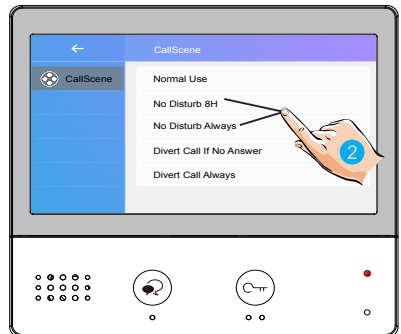 CallScene
CallScene
Normal Use
No Disturb 8H
No Disturb Always
Divert Call If No Answer
Divert Call Always
2